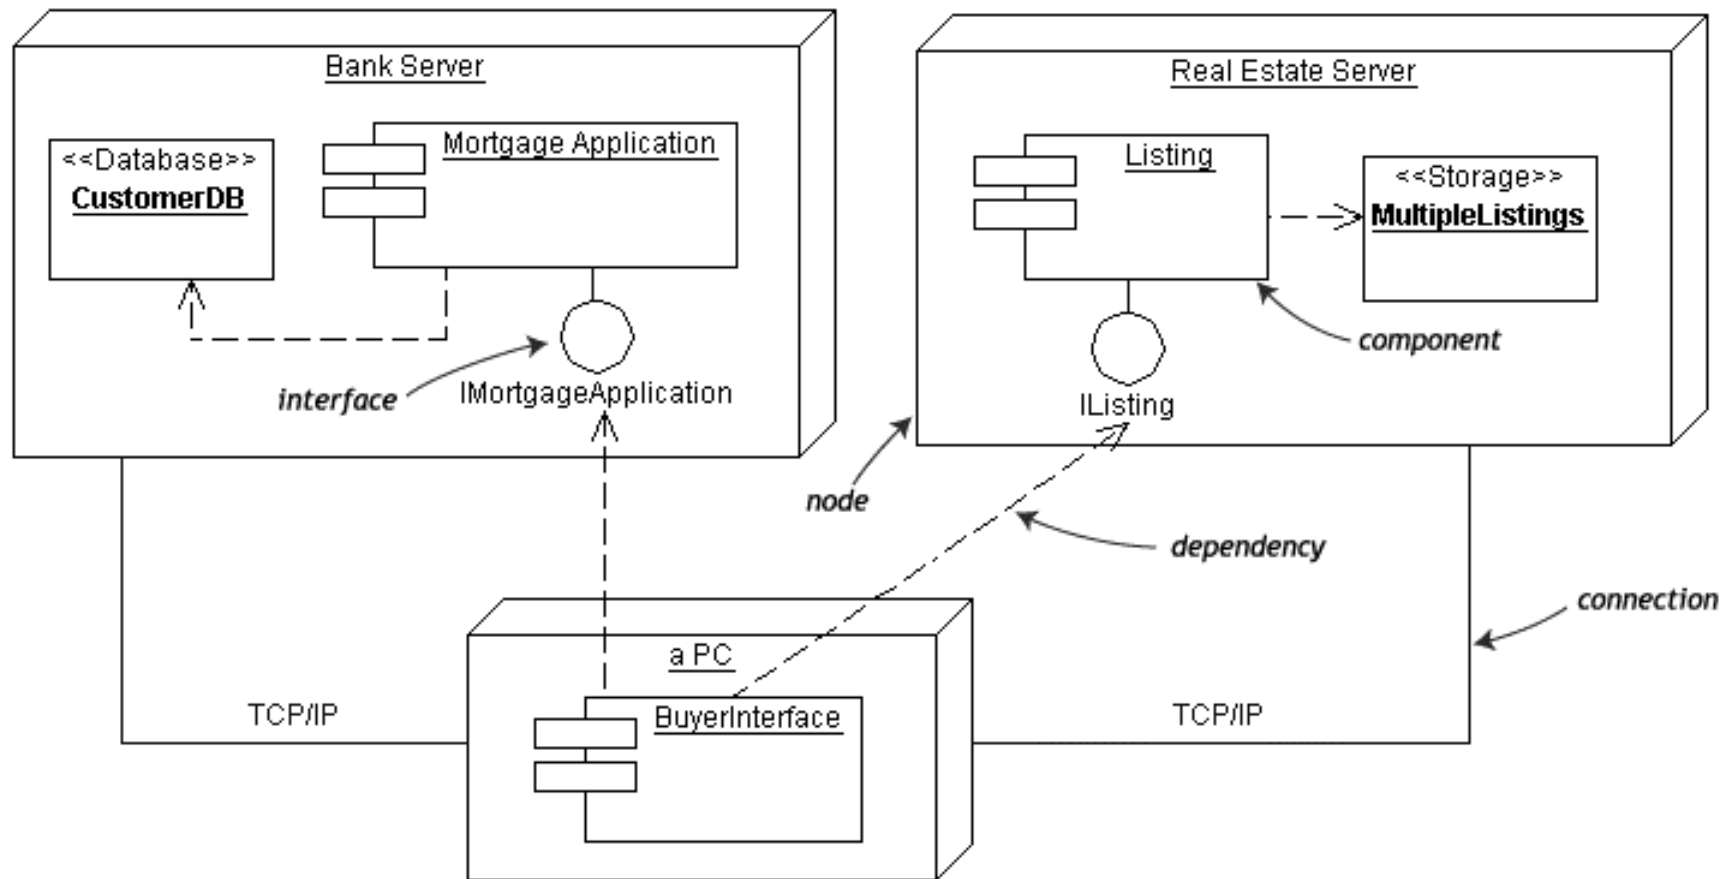 Bank Server
<<Database>>
CustomerDB
Mortgage Application
interface
IMortgageApplication
Real Estate Server
Listing
<<Storage>>
MultipleListings
component
IListing
node
dependency
connection
a PC
BuyerInterface
TCP/IP
TCP/IP